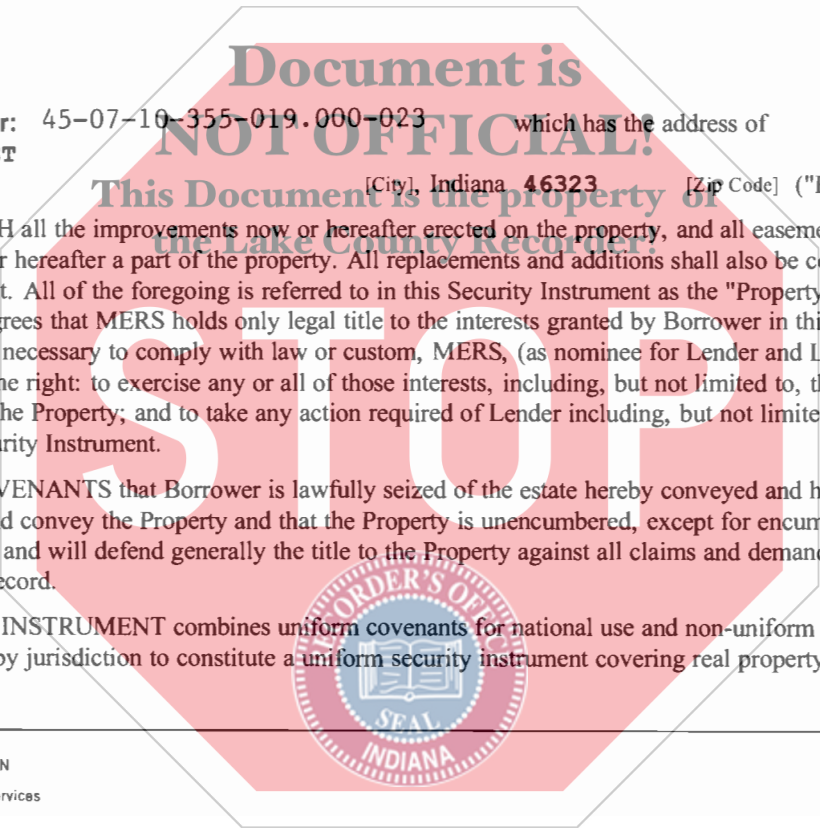 Document is
r: 45-07-10-355-019.000-023 which has the address of
NOT OFFICIAL!
T
[City], Indiana 46323 [Zip Code] ("
This Document is the property of
H all the improvements now or hereafter erected on the property, and all easeme
the Lake County Recorder!
r hereafter a part of the property. All replacements and additions shall also be c
t. All of the foregoing is referred to in this Security Instrument as the "Property
grees that MERS holds only legal title to the interests granted by Borrower in thi
necessary to comply with law or custom, MERS, (as nominee for Lender and L
he right: to exercise any or all of those interests, including, but not limited to, th
he Property; and to take any action required of Lender including, but not limite
urity Instrument.
STOP
VENANTS that Borrower is lawfully seized of the estate hereby conveyed and h
d convey the Property and that the Property is unencumbered, except for encum
and will defend generally the title to the Property against all claims and deman
ecord.
RECORDER'S OFFICE
INSTRUMENT combines uniform covenants for national use and non-uniform
by jurisdiction to constitute a uniform security instrument covering real property
SEAL
INDIANA
N
rvices